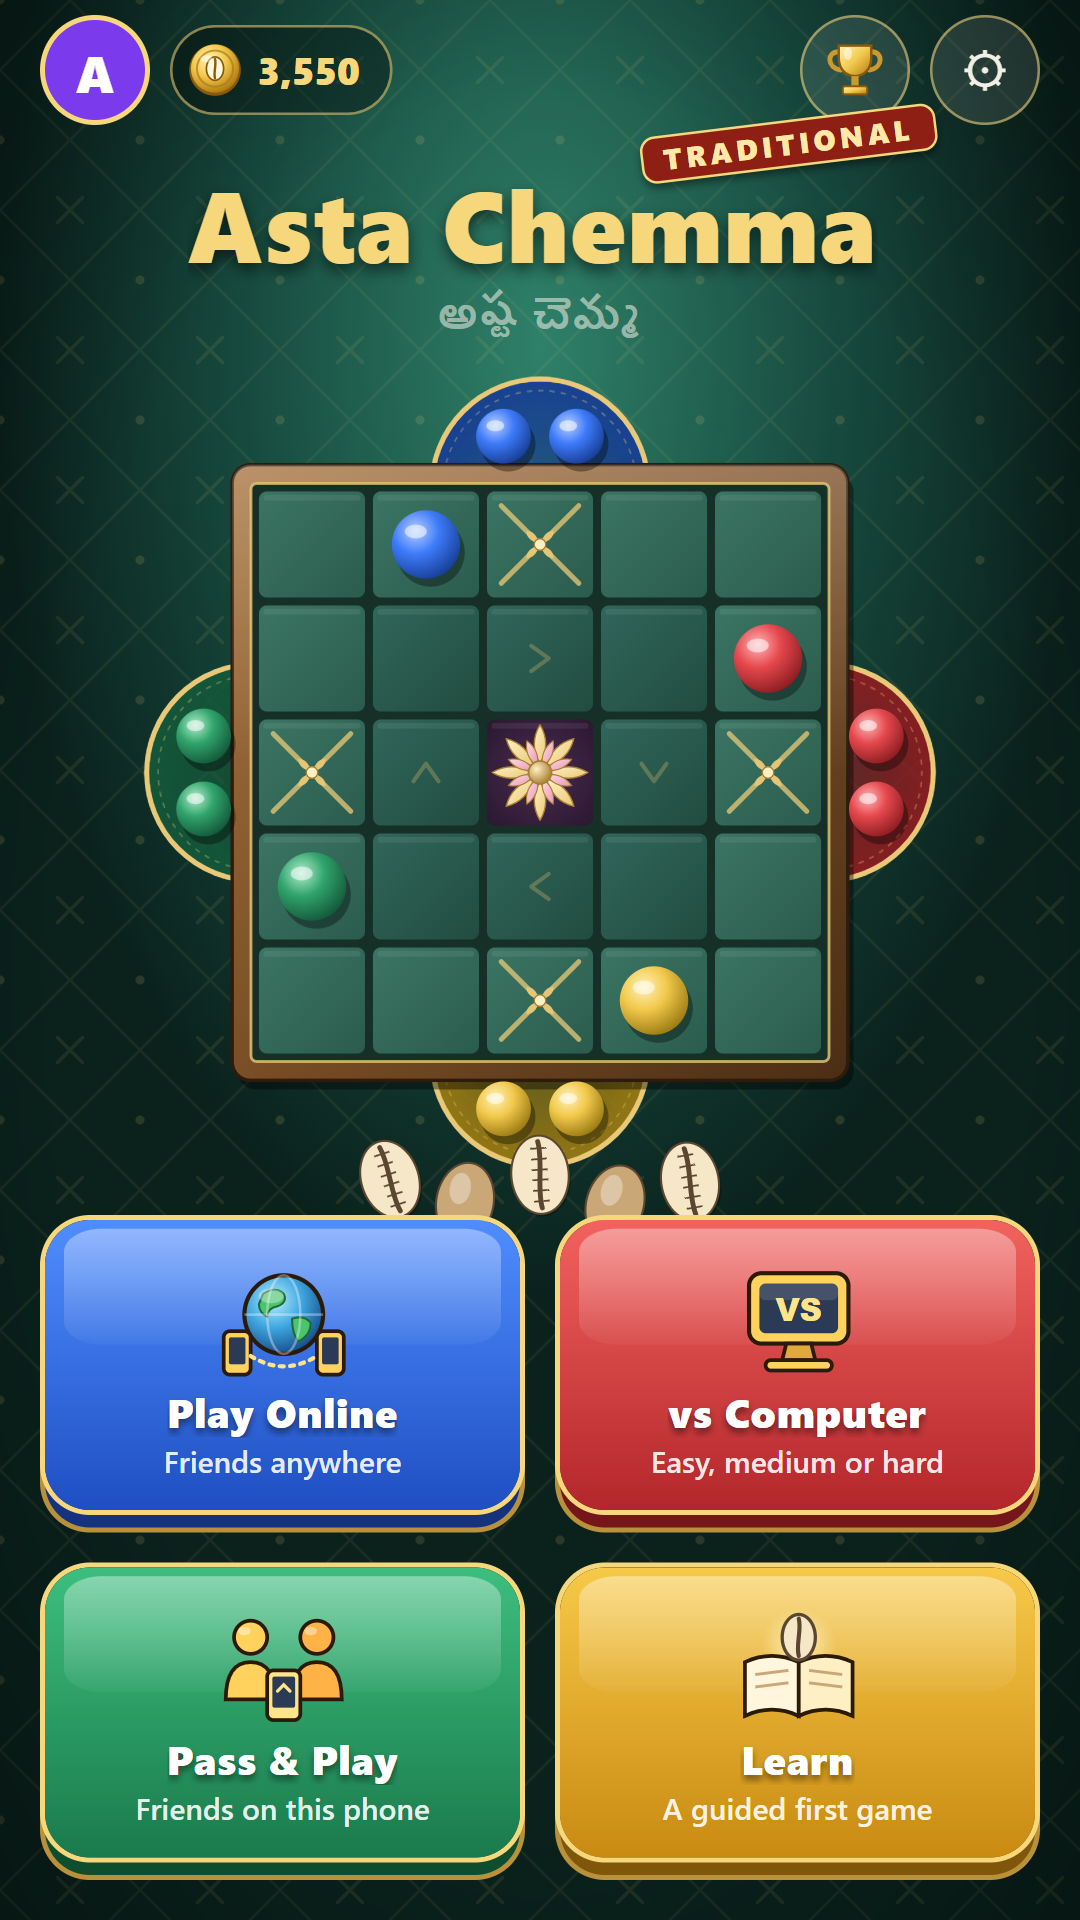 A
3,550
TRADITIONAL
Asta Chemma
అష్ట చెమ్మ
VS
Play Online
Friends anywhere
vs Computer
Easy, medium or hard
Pass & Play
Friends on this phone
Learn
A guided first game